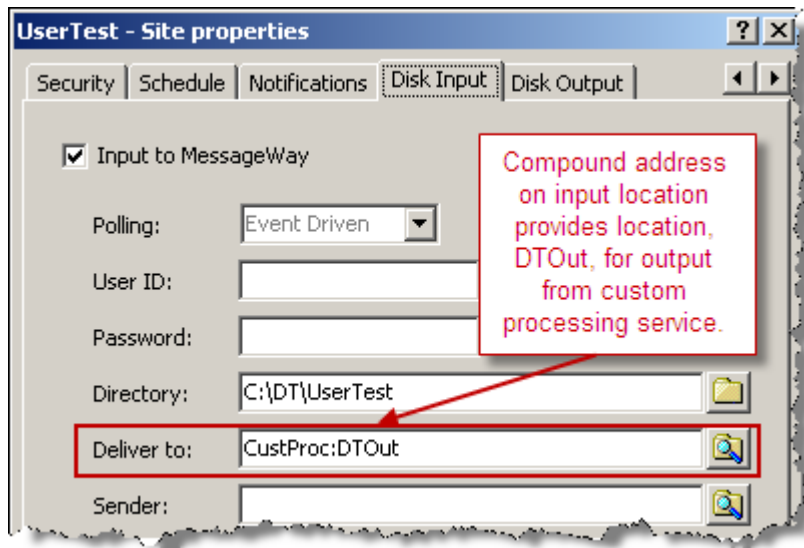 UserTest - Site properties
Security Schedule Notifications Disk Input Disk Output
Input to MessageWay
Compound address
on input location
provides location,
DTOut, for output
from custom
processing service.
Polling: Event Driven
User ID:
Password:
Directory: C:\DT\UserTest
Deliver to: CustProc:DTOut
Sender: